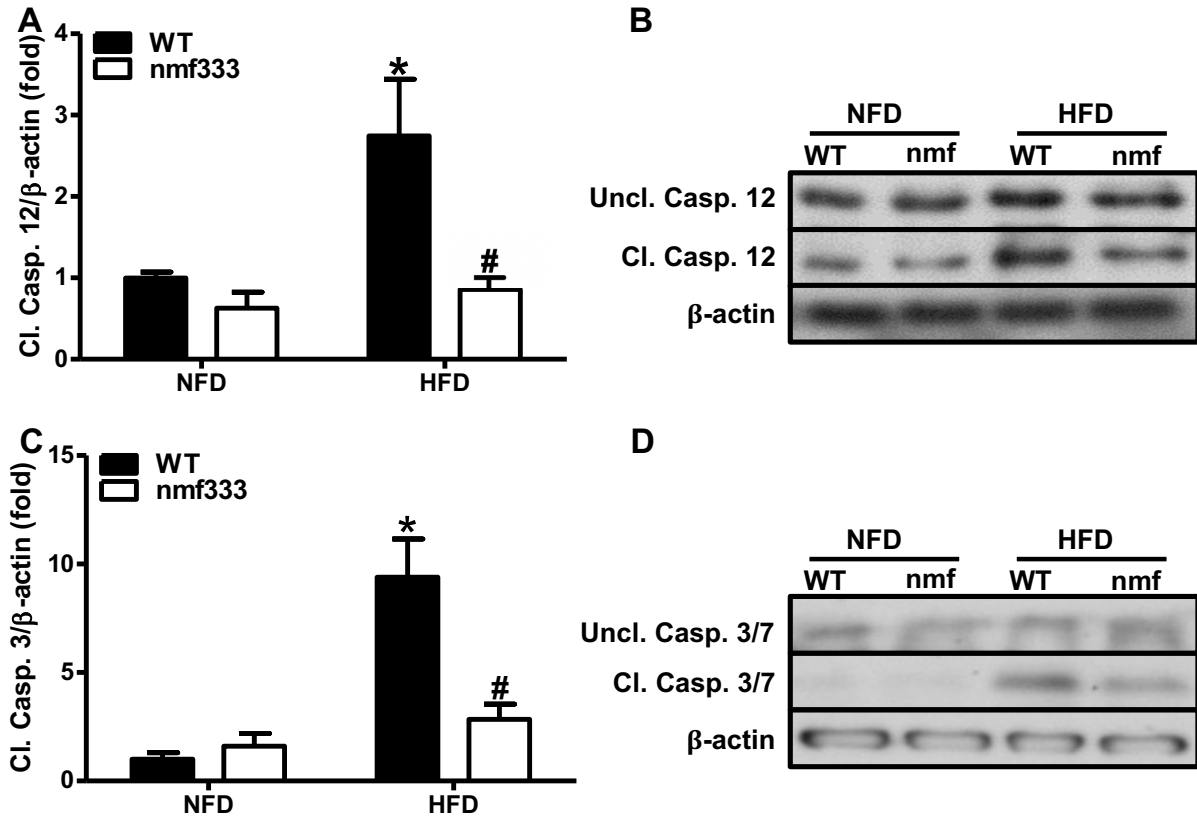 A
Cl. Casp. 12/β-actin (fold)
4
3
2
1
0
WT
nmf333
*
#
NFD HFD
B
NFD HFD
WT nmf WT nmf
Uncl. Casp. 12
Cl. Casp. 12
β-actin
C
Cl. Casp. 3/β-actin (fold)
15
10
5
0
WT
nmf333
*
#
NFD HFD
D
NFD HFD
WT nmf WT nmf
Uncl. Casp. 3/7
Cl. Casp. 3/7
β-actin